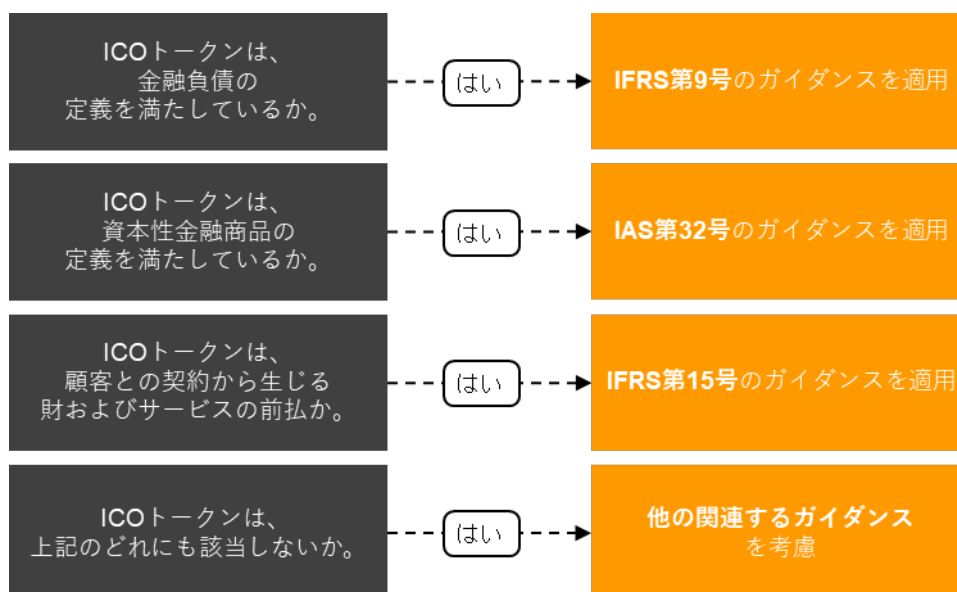 ICOトークンは、
金融負債の
定義を満たしているか。
はい
IFRS第9号のガイダンスを適用
ICOトークンは、
資本性金融商品の
定義を満たしているか。
はい
IAS第32号のガイダンスを適用
ICOトークンは、
顧客との契約から生じる
財およびサービスの前払か。
はい
IFRS第15号のガイダンスを適用
ICOトークンは、
上記のどれにも該当しないか。
はい
他の関連するガイダンス
を考慮